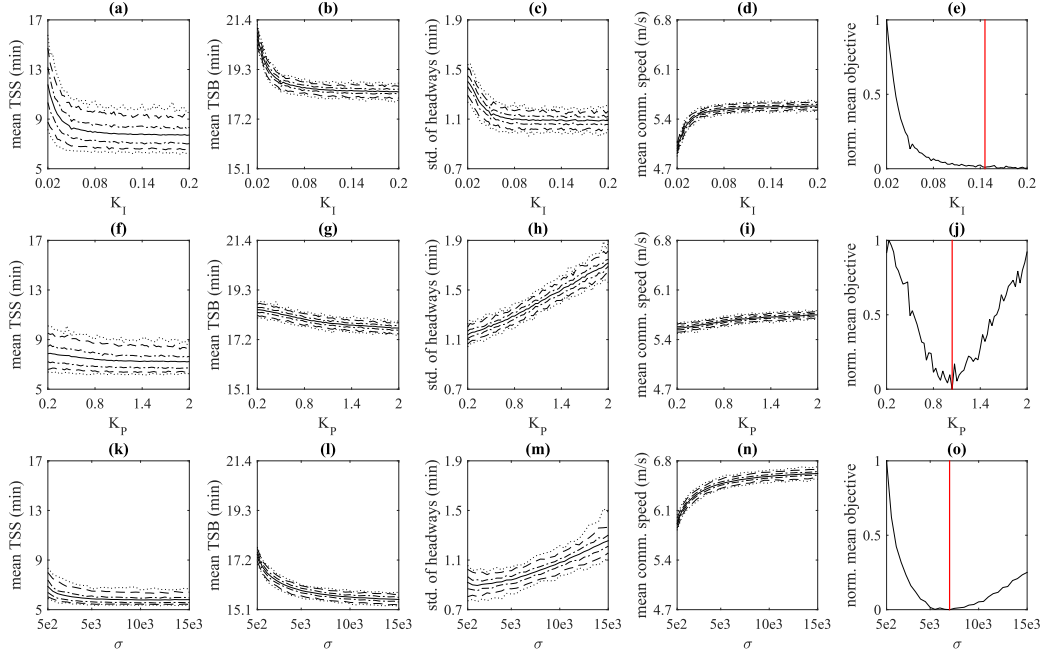 (a) (b) (c) (d) (e)
mean TSS (min)
17
13
9
5
0.02 0.08 0.14 0.2
K_I
mean TSB (min)
21.4
19.3
17.2
15.1
0.02 0.08 0.14 0.2
K_I
std. of headways (min)
1.9
1.5
1.1
0.7
0.02 0.08 0.14 0.2
K_I
mean comm. speed (m/s)
6.8
6.1
5.4
4.7
0.02 0.08 0.14 0.2
K_I
norm. mean objective
1
0.5
0
0.02 0.08 0.14 0.2
K_I
(f) (g) (h) (i) (j)
mean TSS (min)
17
13
9
5
0.2 0.8 1.4 2
K_P
mean TSB (min)
21.4
19.3
17.2
15.1
0.2 0.8 1.4 2
K_P
std. of headways (min)
1.9
1.5
1.1
0.7
0.2 0.8 1.4 2
K_P
mean comm. speed (m/s)
6.8
6.1
5.4
4.7
0.2 0.8 1.4 2
K_P
norm. mean objective
1
0.5
0
0.2 0.8 1.4 2
K_P
(k) (l) (m) (n) (o)
mean TSS (min)
17
13
9
5
5e2 5e3 10e3 15e3
σ
mean TSB (min)
21.4
19.3
17.2
15.1
5e2 5e3 10e3 15e3
σ
std. of headways (min)
1.9
1.5
1.1
0.7
5e2 5e3 10e3 15e3
σ
mean comm. speed (m/s)
6.8
6.1
5.4
4.7
5e2 5e3 10e3 15e3
σ
norm. mean objective
1
0.5
0
5e2 5e3 10e3 15e3
σ